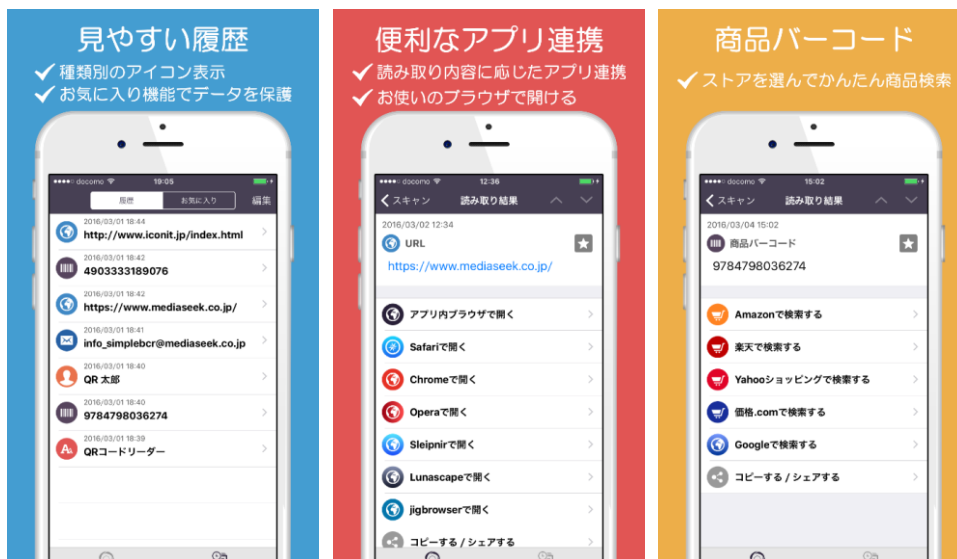 見やすい履歴
種類別のアイコン表示
お気に入り機能でデータを保護
docomo 19:05
履歴 お気に入り 編集
2016/03/01 18:44
http://www.iconit.jp/index.html
2016/03/01 18:42
4903333189076
2016/03/01 18:42
https://www.mediaseek.co.jp/
2016/03/01 18:41
info_simplebcr@mediaseek.co.jp
2016/03/01 18:40
QR 太郎
2016/03/01 18:40
9784798036274
2016/03/01 18:39
QRコードリーダー
便利なアプリ連携
読み取り内容に応じたアプリ連携
お使いのブラウザで開ける
docomo 12:36
スキャン 読み取り結果
2016/03/02 12:34
URL
https://www.mediaseek.co.jp/
アプリ内ブラウザで開く
Safariで開く
Chromeで開く
Operaで開く
Sleipnirで開く
Lunascapeで開く
jigbrowserで開く
コピーする / シェアする
商品バーコード
ストアを選んでかんたん商品検索
docomo 15:02
スキャン 読み取り結果
2016/03/04 15:02
商品バーコード
9784798036274
Amazonで検索する
楽天で検索する
Yahooショッピングで検索する
価格.comで検索する
Googleで検索する
コピーする / シェアする